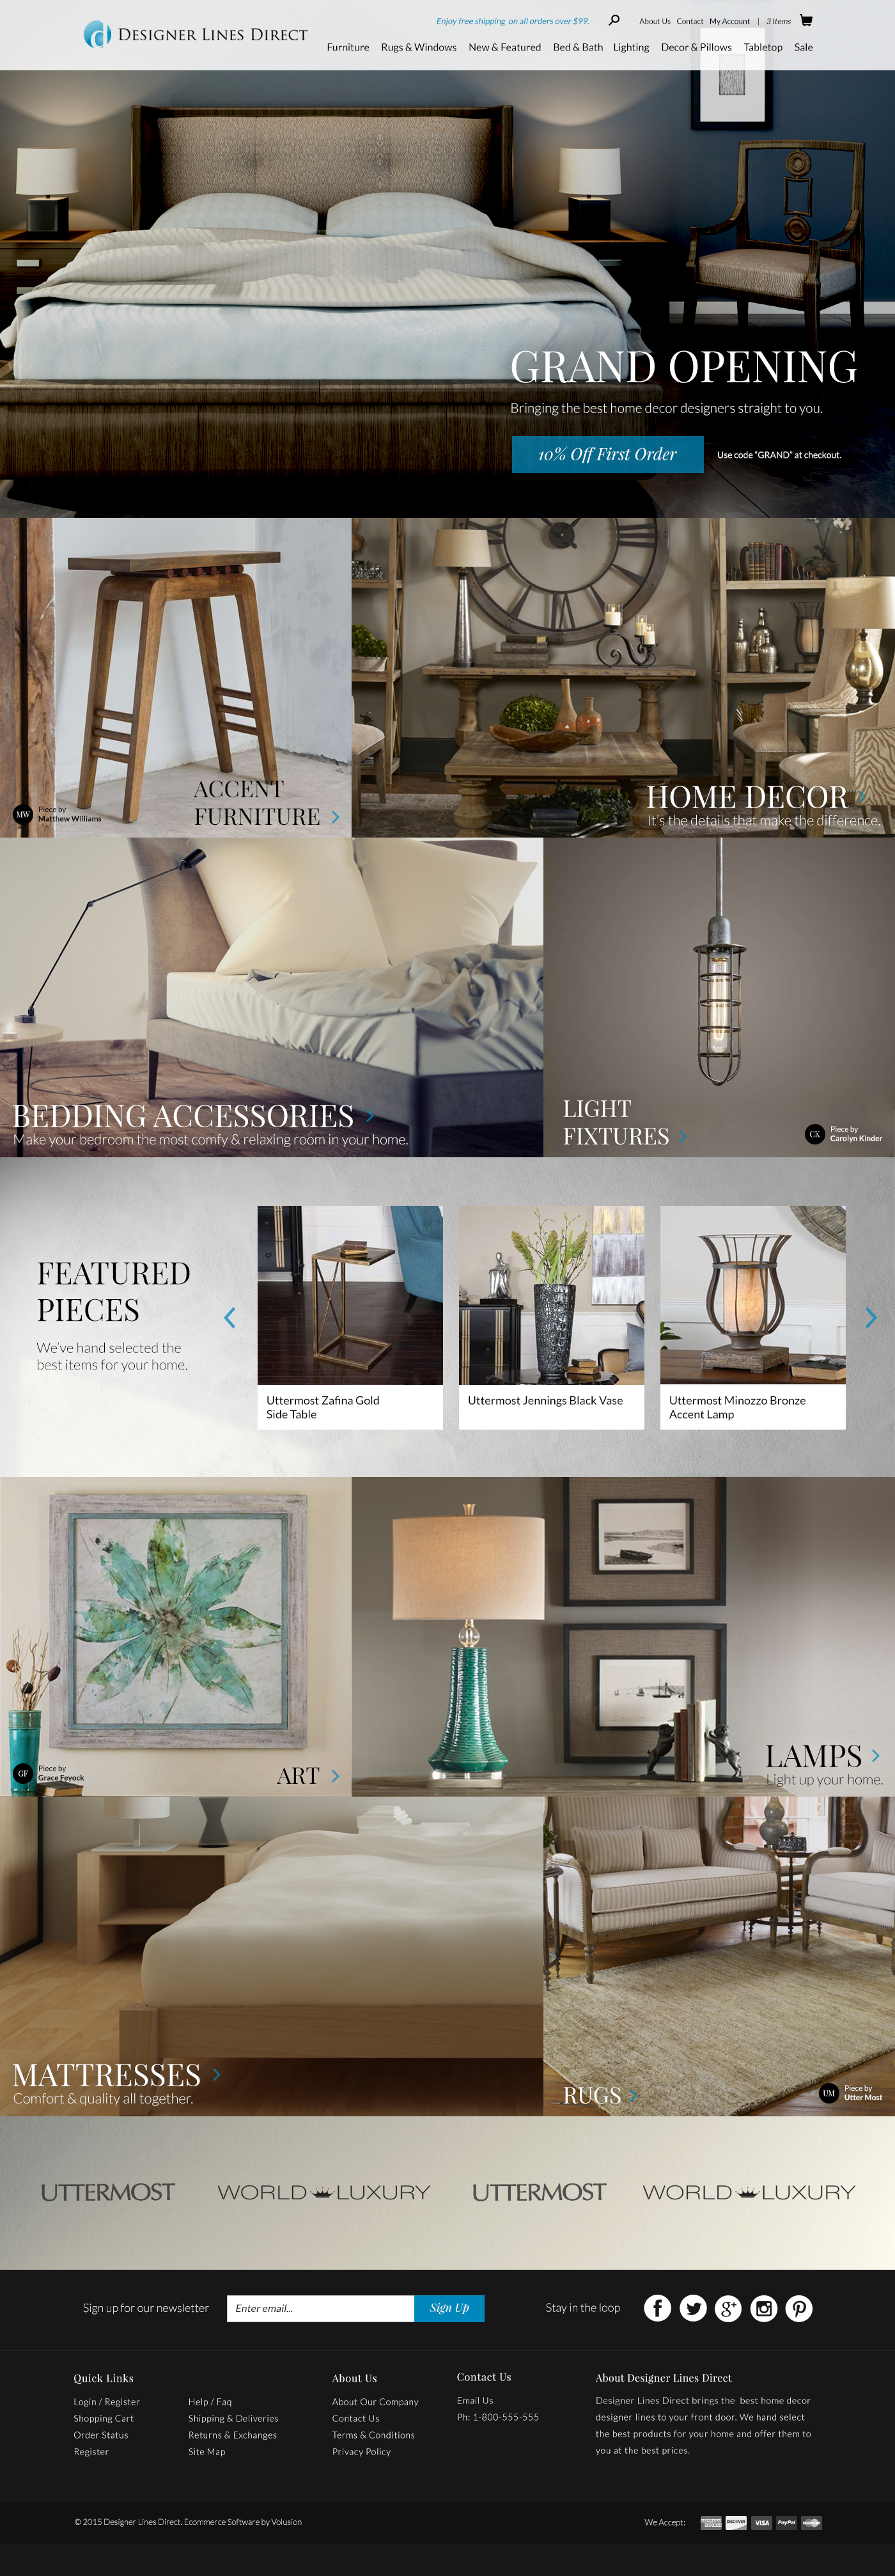 Enjoy free shipping on all orders over $99.
About Us Contact My Account | 3 Items
DESIGNER LINES DIRECT
Furniture Rugs & Windows New & Featured Bed & Bath Lighting Decor & Pillows Tabletop Sale
GRAND OPENING
Bringing the best home decor designers straight to you.
10% Off First Order
Use code "GRAND" at checkout.
ACCENT
FURNITURE
MW
Piece by
Matthew Williams
HOME DECOR
It's the details that make the difference.
BEDDING ACCESSORIES
Make your bedroom the most comfy & relaxing room in your home.
LIGHT
FIXTURES
CK
Piece by
Carolyn Kinder
FEATURED
PIECES
We've hand selected the
best items for your home.
Uttermost Zafina Gold
Side Table
Uttermost Jennings Black Vase
Uttermost Minozzo Bronze
Accent Lamp
GF
Piece by
Grace Feyock
ART
LAMPS
Light up your home.
MATTRESSES
Comfort & quality all together.
RUGS
UM
Piece by
Utter Most
UTTERMOST WORLD LUXURY UTTERMOST WORLD LUXURY
Sign up for our newsletter
Enter email...
Sign Up
Stay in the loop
Quick Links
Login / Register
Shopping Cart
Order Status
Register
Help / Faq
Shipping & Deliveries
Returns & Exchanges
Site Map
About Us
About Our Company
Contact Us
Terms & Conditions
Privacy Policy
Contact Us
Email Us
Ph: 1-800-555-555
About Designer Lines Direct
Designer Lines Direct brings the best home decor
designer lines to your front door. We hand select
the best products for your home and offer them to
you at the best prices.
© 2015 Designer Lines Direct. Ecommerce Software by Volusion
We Accept:
DISCOVER
VISA
PayPal